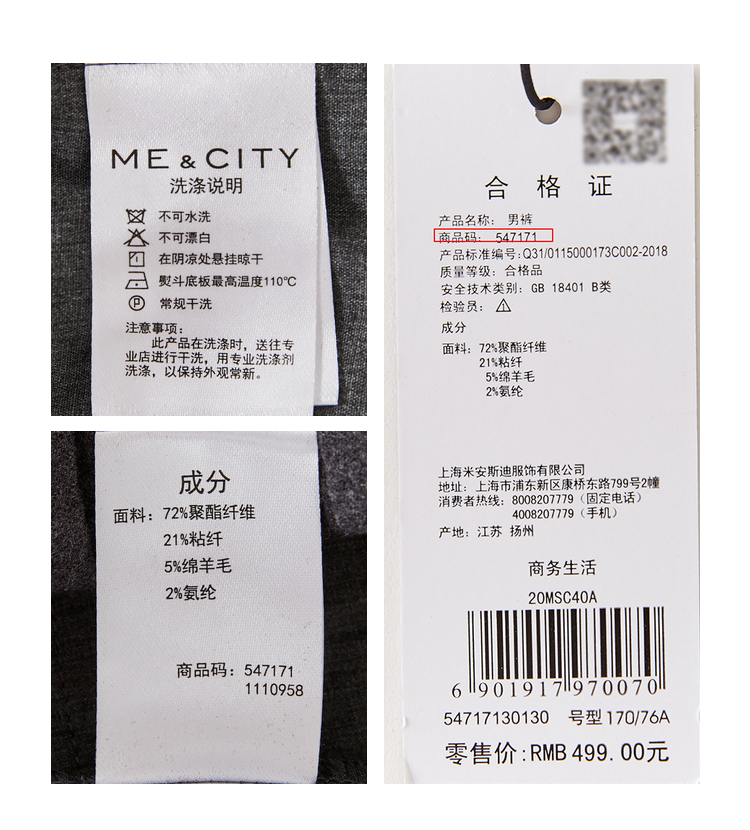 ME & CITY
洗涤说明
不可水洗
不可漂白
在阴凉处悬挂晾干
熨斗底板最高温度110℃
P 常规干洗
注意事项:
此产品在洗涤时，送往专
业店进行干洗，用专业洗涤剂
洗涤，以保持外观常新。
成分
面料: 72%聚酯纤维
21%粘纤
5%绵羊毛
2%氨纶
商品码: 547171
1110958
合格证
产品名称: 男裤
商品码: 547171
产品标准编号:Q31/0115000173C002-2018
质量等级: 合格品
安全技术类别: GB 18401 B类
检验员:
成分
面料: 72%聚酯纤维
21%粘纤
5%绵羊毛
2%氨纶
上海米安斯迪服饰有限公司
地址: 上海市浦东新区康桥东路799号2幢
消费者热线: 8008207779（固定电话）
4008207779（手机）
产地: 江苏 扬州
商务生活
20MSC40A
6 901917 970070
54717130130 号型170/76A
零售价:RMB 499.00元